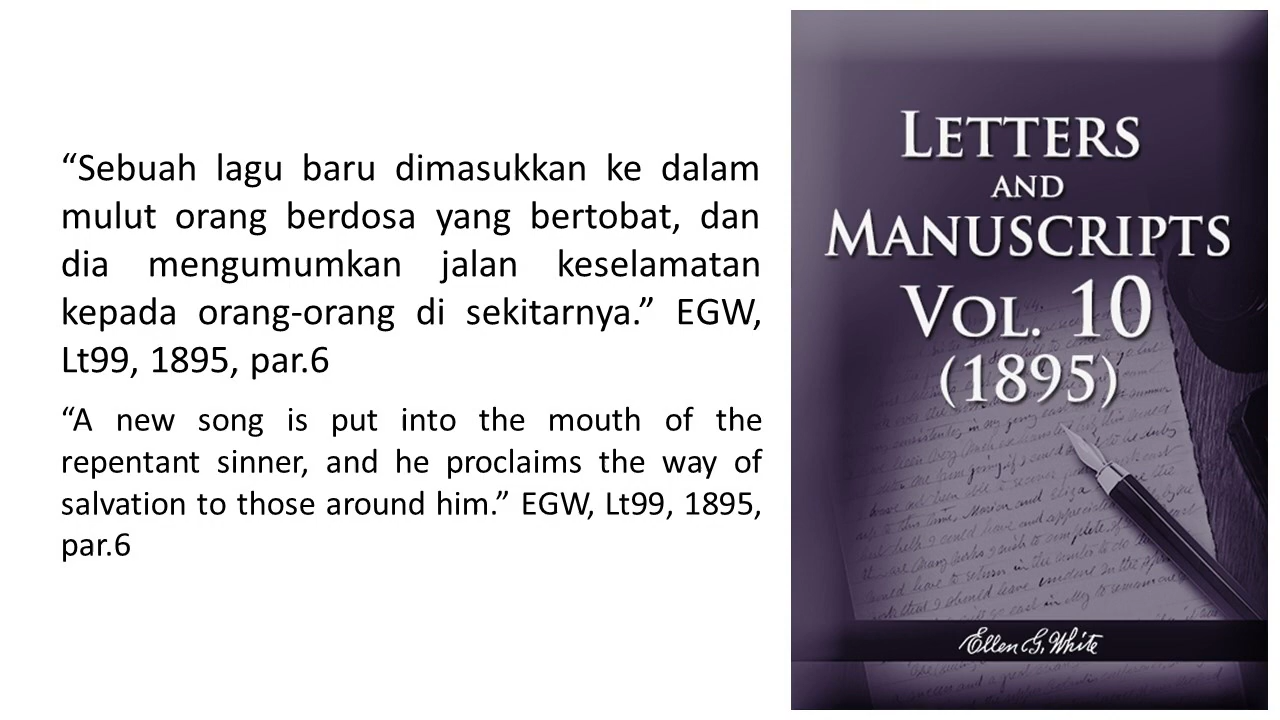 “Sebuah lagu baru dimasukkan ke dalam
mulut orang berdosa yang bertobat, dan
dia mengumumkan jalan keselamatan
kepada orang-orang di sekitarnya.” EGW,
Lt99, 1895, par.6
“A new song is put into the mouth of the
repentant sinner, and he proclaims the way of
salvation to those around him.” EGW, Lt99, 1895,
par.6
LETTERS
AND
MANUSCRIPTS
VOL. 10
(1895)
Ellen G. White